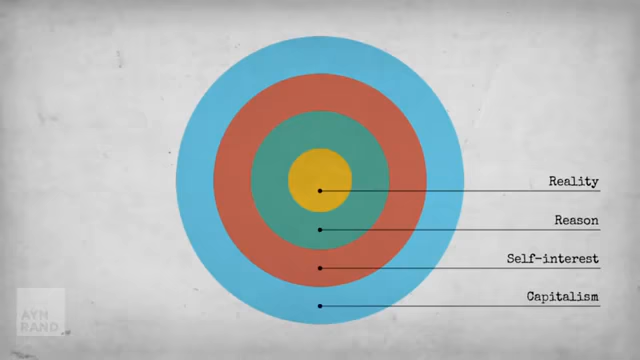 Reality
Reason
Self-interest
Capitalism
AYN
RAND